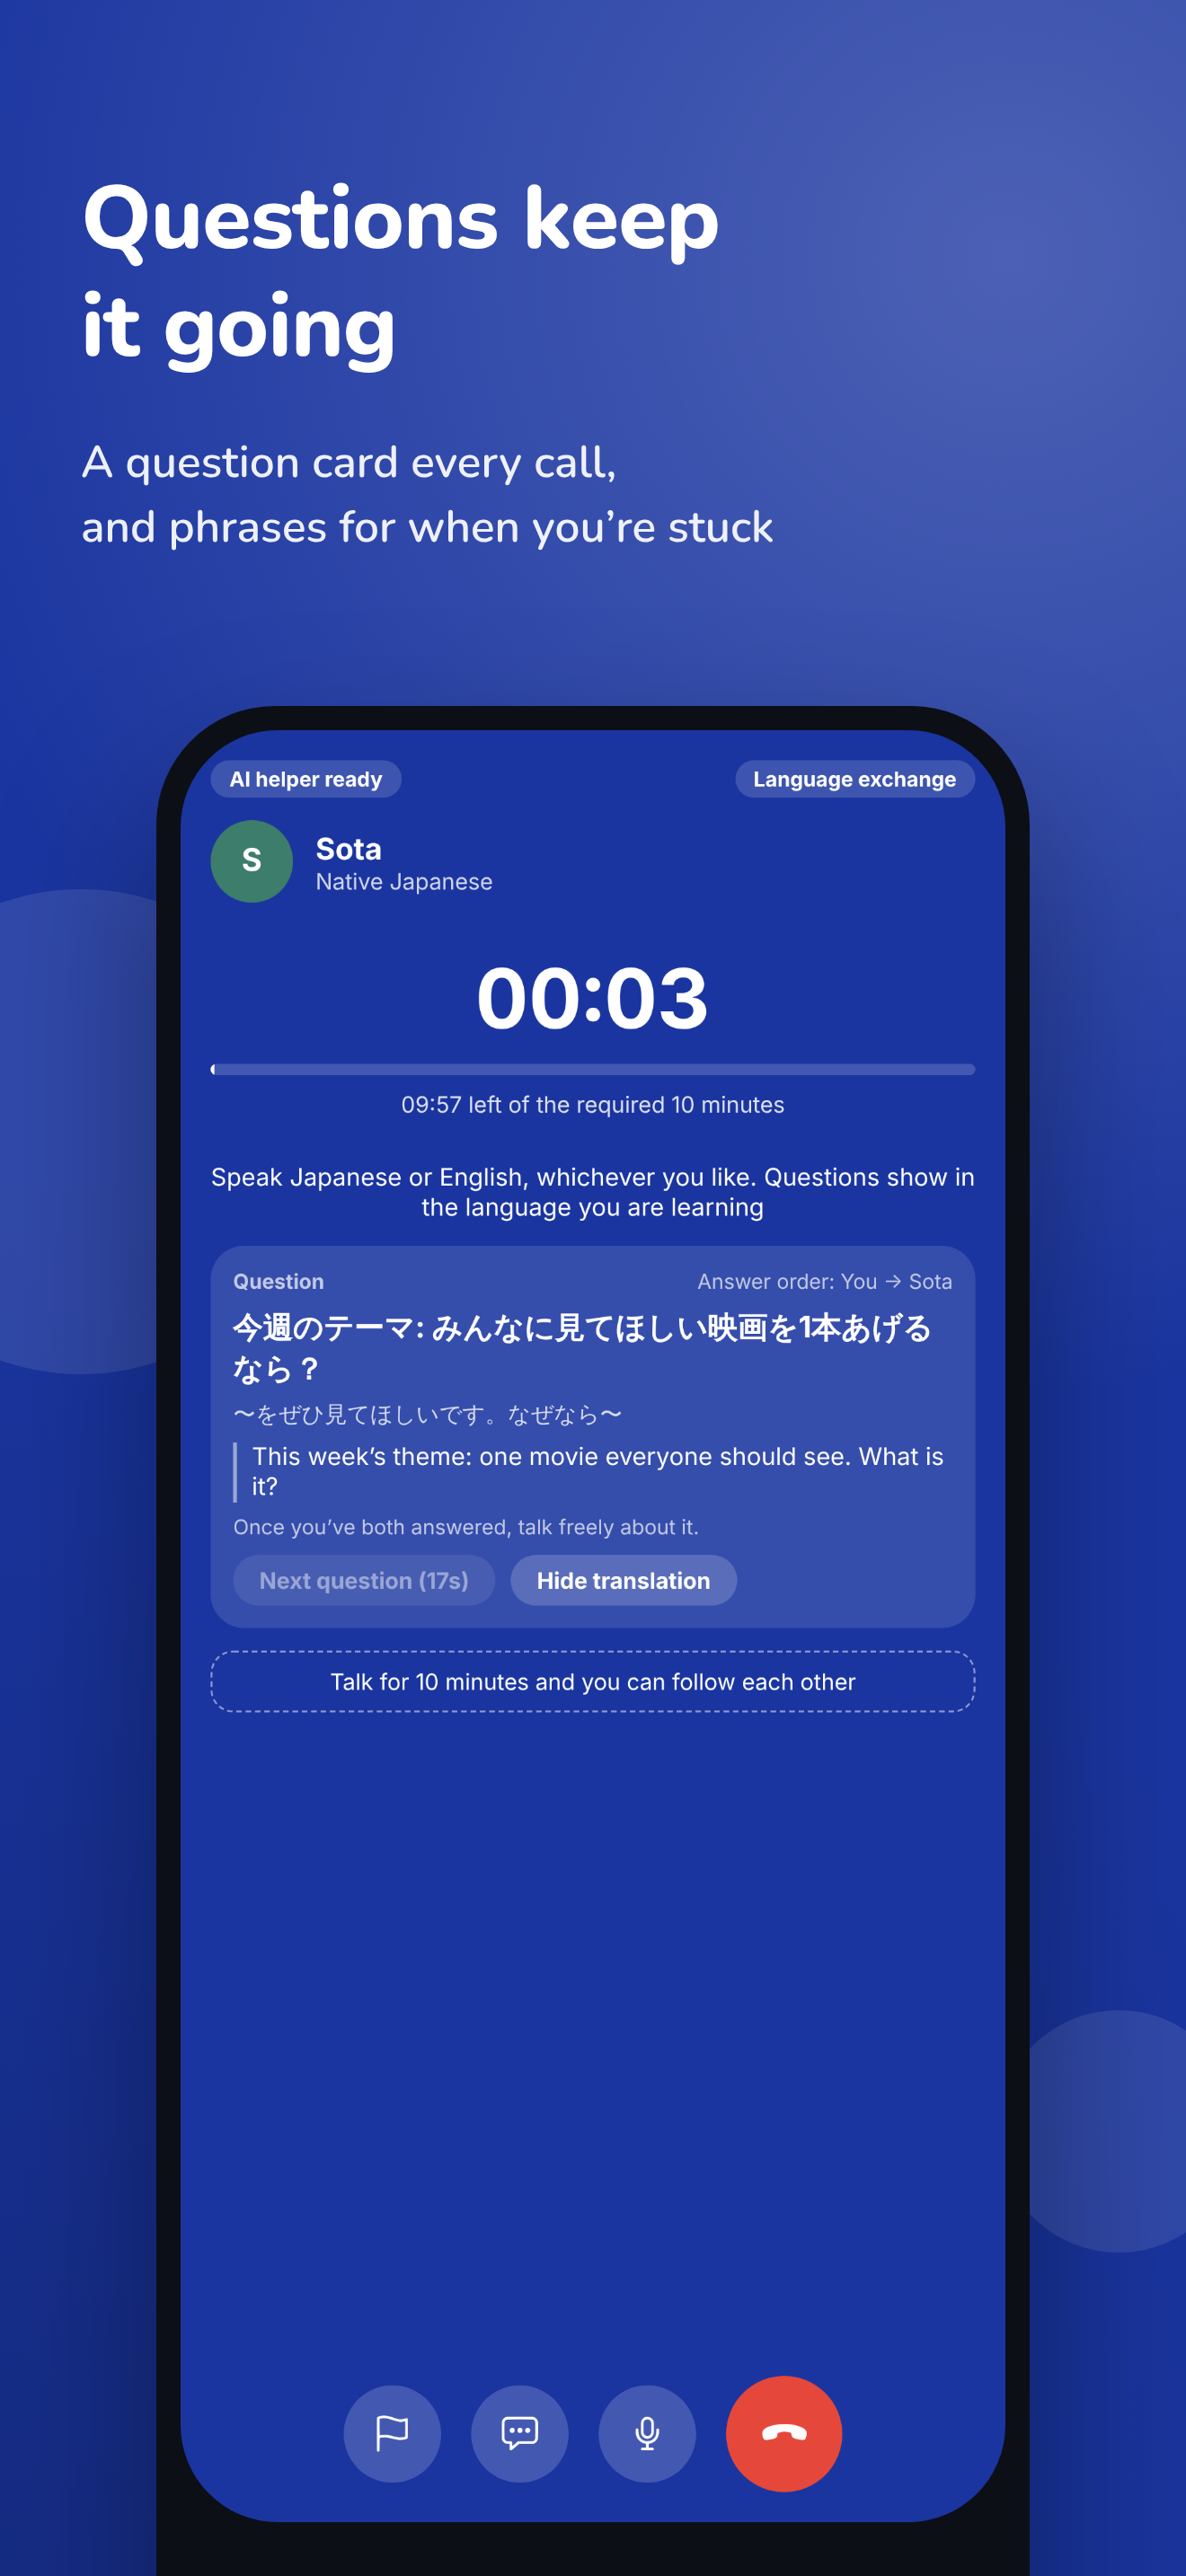 Questions keep
it going
A question card every call,
and phrases for when you’re stuck
AI helper ready
Language exchange
S
Sota
Native Japanese
00:03
09:57 left of the required 10 minutes
Speak Japanese or English, whichever you like. Questions show in
the language you are learning
Question
Answer order: You → Sota
今週のテーマ: みんなに見てほしい映画を1本あげる
なら？
〜をぜひ見てほしいです。なぜなら〜
This week’s theme: one movie everyone should see. What is
it?
Once you’ve both answered, talk freely about it.
Next question (17s)
Hide translation
Talk for 10 minutes and you can follow each other